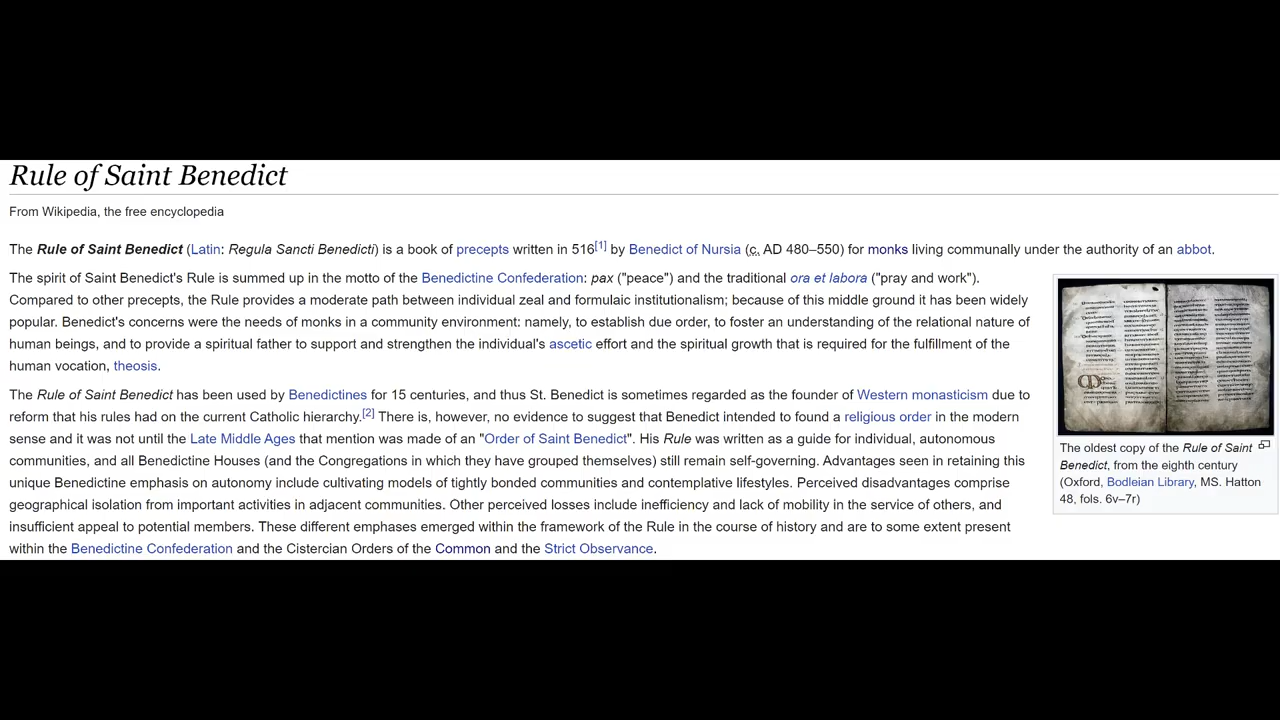 Rule of Saint Benedict
From Wikipedia, the free encyclopedia
The Rule of Saint Benedict (Latin: Regula Sancti Benedicti) is a book of precepts written in 516[1] by Benedict of Nursia (c. AD 480–550) for monks living communally under the authority of an abbot.
The spirit of Saint Benedict's Rule is summed up in the motto of the Benedictine Confederation: pax ("peace") and the traditional ora et labora ("pray and work").
Compared to other precepts, the Rule provides a moderate path between individual zeal and formulaic institutionalism; because of this middle ground it has been widely
popular. Benedict's concerns were the needs of monks in a community environment: namely, to establish due order, to foster an understanding of the relational nature of
human beings, and to provide a spiritual father to support and strengthen the individual's ascetic effort and the spiritual growth that is required for the fulfillment of the
human vocation, theosis.
The Rule of Saint Benedict has been used by Benedictines for 15 centuries, and thus St. Benedict is sometimes regarded as the founder of Western monasticism due to
reform that his rules had on the current Catholic hierarchy.[2] There is, however, no evidence to suggest that Benedict intended to found a religious order in the modern
sense and it was not until the Late Middle Ages that mention was made of an "Order of Saint Benedict". His Rule was written as a guide for individual, autonomous
communities, and all Benedictine Houses (and the Congregations in which they have grouped themselves) still remain self-governing. Advantages seen in retaining this
unique Benedictine emphasis on autonomy include cultivating models of tightly bonded communities and contemplative lifestyles. Perceived disadvantages comprise
geographical isolation from important activities in adjacent communities. Other perceived losses include inefficiency and lack of mobility in the service of others, and
insufficient appeal to potential members. These different emphases emerged within the framework of the Rule in the course of history and are to some extent present
within the Benedictine Confederation and the Cistercian Orders of the Common and the Strict Observance.
The oldest copy of the Rule of Saint
Benedict, from the eighth century
(Oxford, Bodleian Library, MS. Hatton
48, fols. 6v–7r)